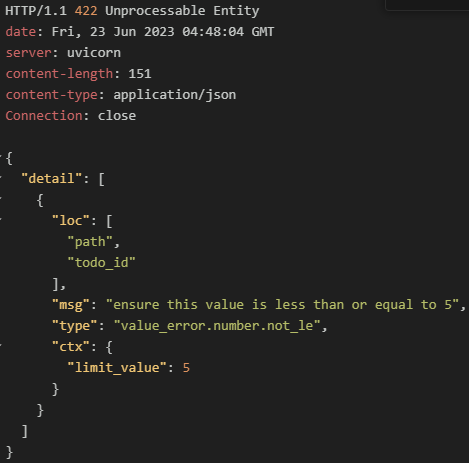 HTTP/1.1 422 Unprocessable Entity
date: Fri, 23 Jun 2023 04:48:04 GMT
server: uvicorn
content-length: 151
content-type: application/json
Connection: close

{
  "detail": [
    {
      "loc": [
        "path",
        "todo_id"
      ],
      "msg": "ensure this value is less than or equal to 5",
      "type": "value_error.number.not_le",
      "ctx": {
        "limit_value": 5
      }
    }
  ]
}